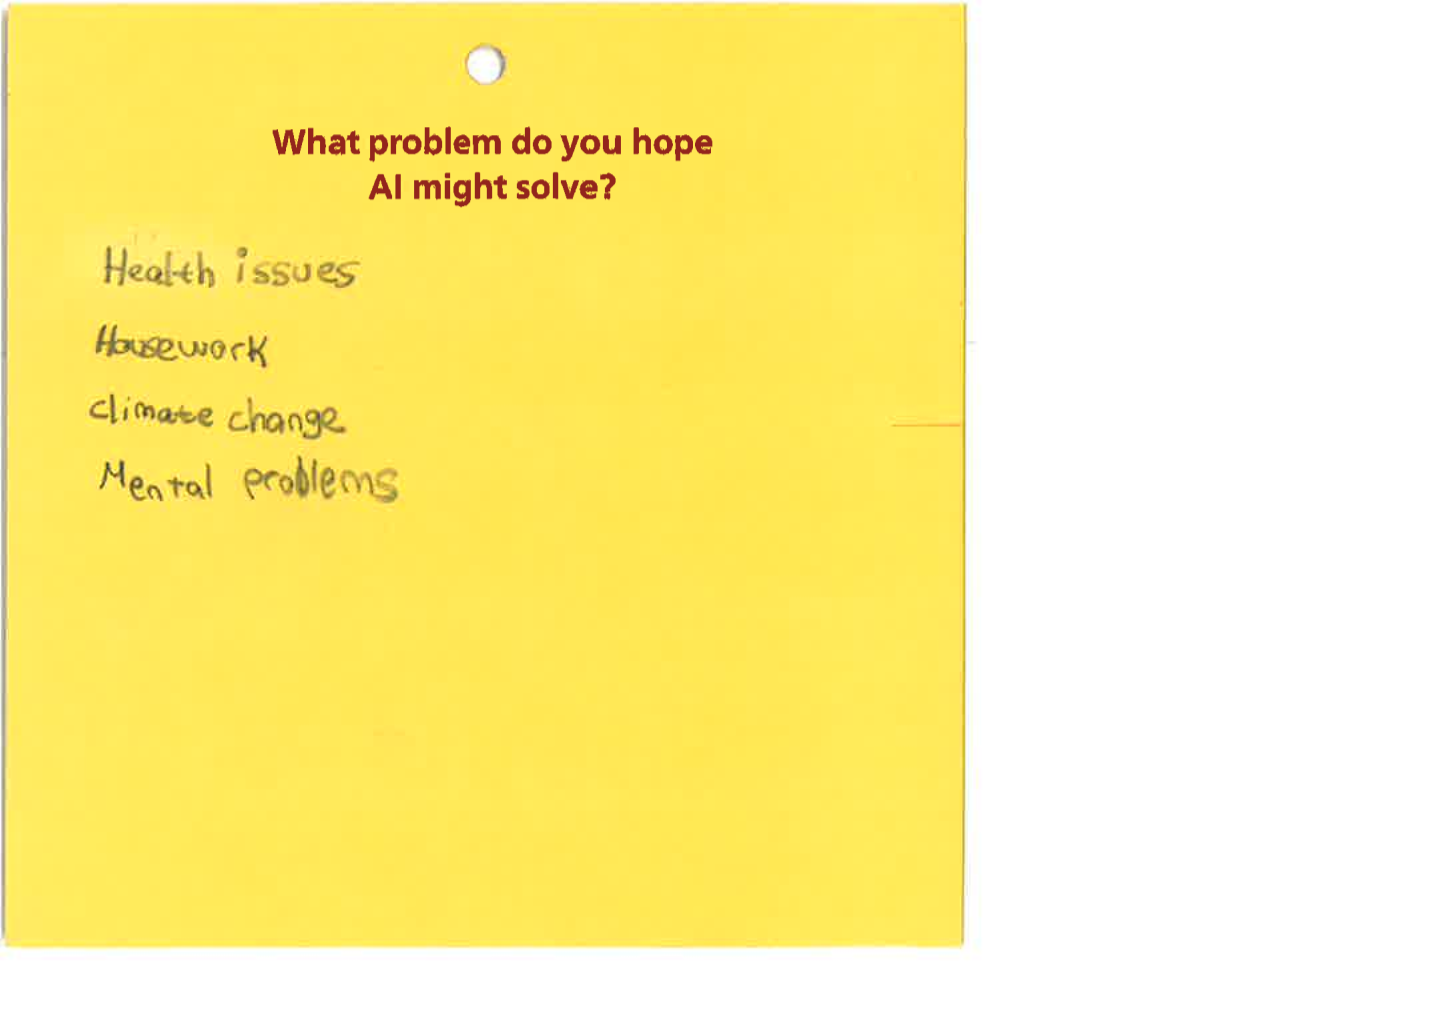 What problem do you hope
AI might solve?
Health issues
Housework
climate change
Mental problems